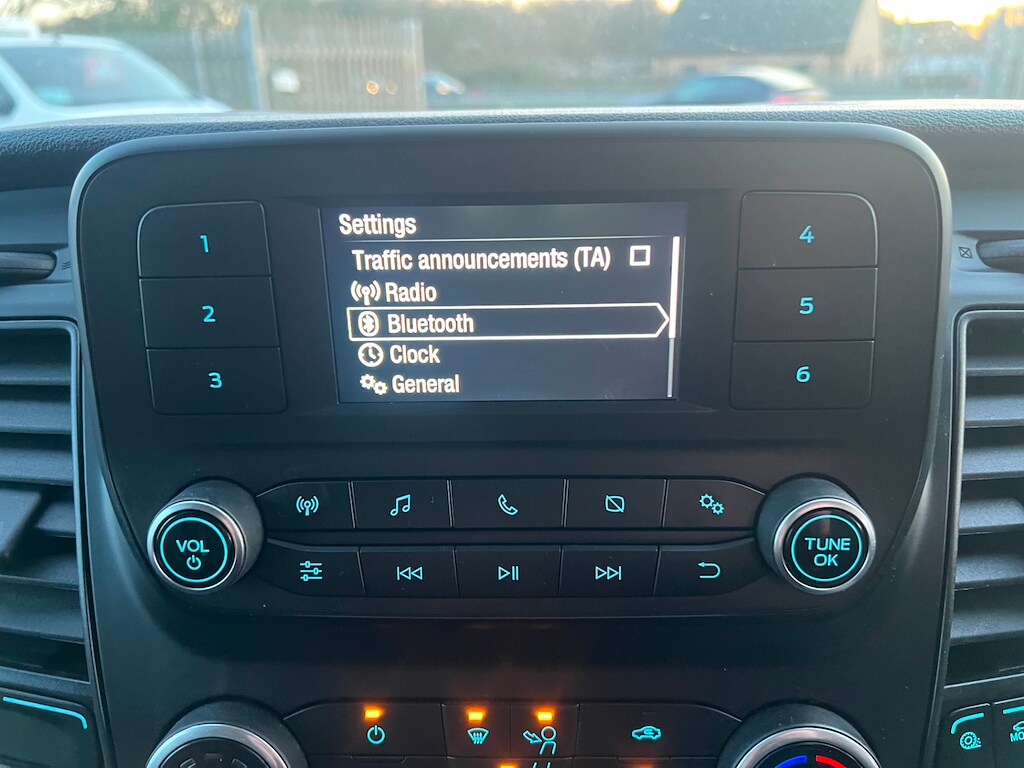 Settings
Traffic announcements (TA)
Radio
Bluetooth
Clock
General
1
2
3
4
5
6
VOL
TUNE
OK